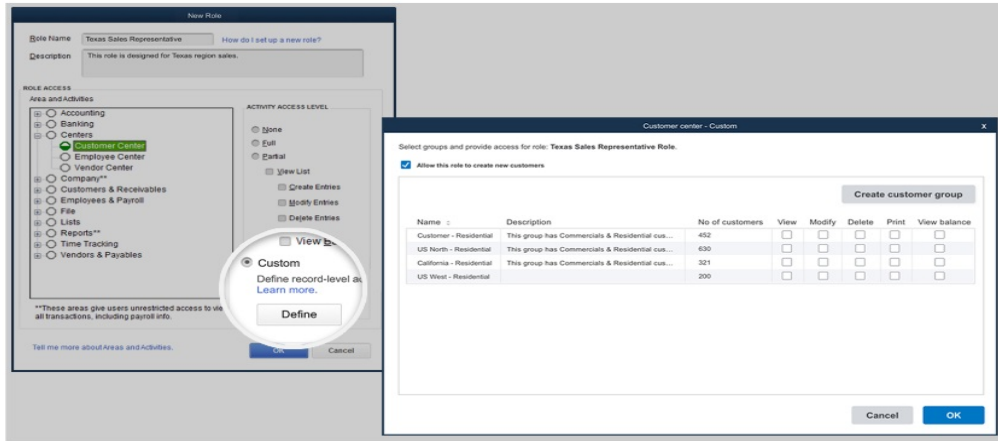 New Role
Role Name Texas Sales Representative How do I set up a new role?
Description This role is designed for Texas region sales.
ROLE ACCESS
Area and Activities
Accounting
Banking
Centers
Customer Center
Employee Center
Vendor Center
Company**
Customers & Receivables
Employees & Payroll
File
Lists
Reports**
Time Tracking
Vendors & Payables
**These areas give users unrestricted access to
all transactions, including payroll info.
Tell me more about Areas and Activities.
ACTIVITY ACCESS LEVEL
None
Full
Partial
View List
Create Entries
Modify Entries
Delete Entries
View
Custom
Define record-level
Learn more.
Define
OK Cancel
Customer center - Custom x
Select groups and provide access for role: Texas Sales Representative Role.
Allow this role to create new customers
Create customer group
Name Description No of customers View Modify Delete Print View balance
Customer - Residential This group has Commercials & Residential cus... 452
US North - Residential This group has Commercials & Residential cus... 630
California - Residential This group has Commercials & Residential cus... 321
US West - Residential 200
Cancel OK